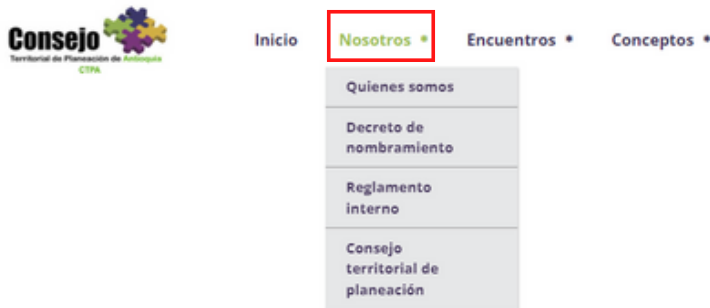 Consejo
Territorial de Planeación de Antioquia
CTPA
Inicio
Nosotros
Encuentros
Conceptos
Quienes somos
Decreto de
nombramiento
Reglamento
interno
Consejo
territorial de
planeación